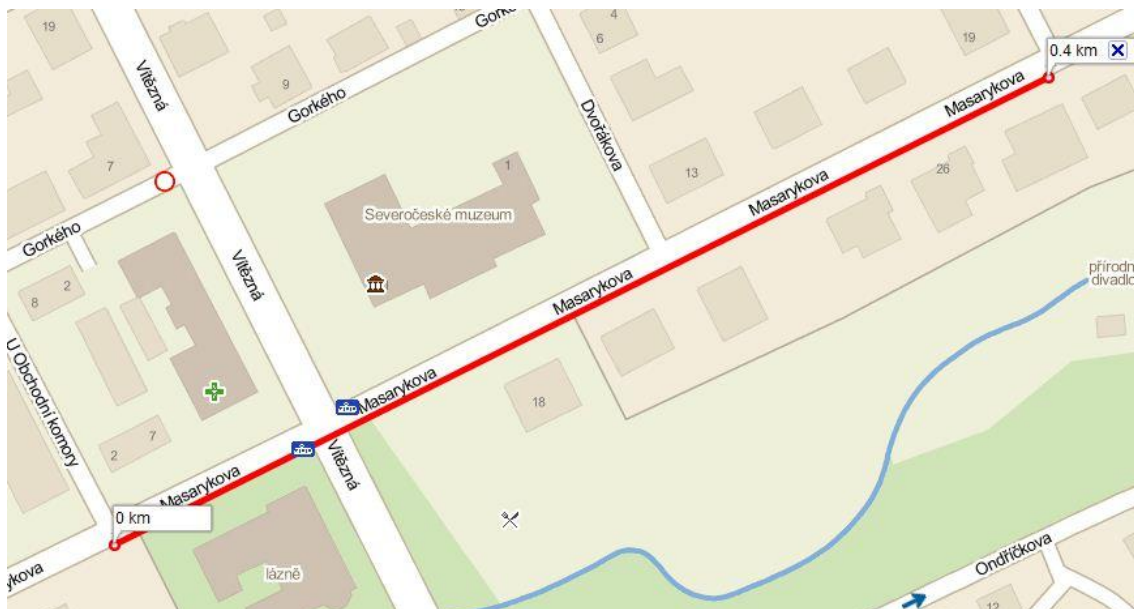 19
Vítězná
9
Gorkého
7
4
6
Dvořákova
19
0.4 km
Masarykova
1
Severočeské muzeum
13
Masarykova
26
Gorkého
Vítězná
8
2
Masarykova
přírodn
divadlo
U Obchodní komory
Masarykova
18
7
2
Vítězná
Masarykova
0 km
lázně
Ondříčkova
ykova
12